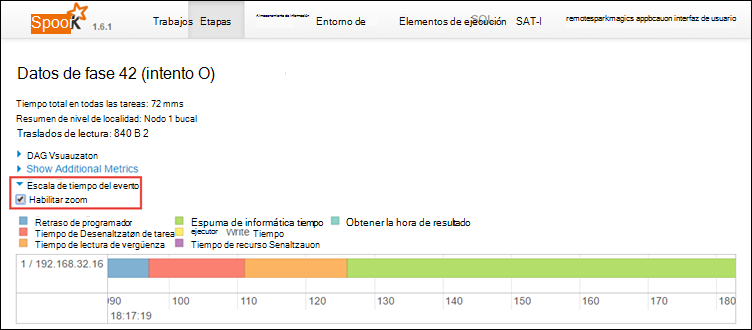 Spook 1.6.1 Trabajos Etapas Almacenamiento de información Entorno de Elementos de ejecución SQL SAT-I remotesparkmagics appbcauon interfaz de usuario
Datos de fase 42 (intento O)
Tiempo total en todas las tareas: 72 mms
Resumen de nivel de localidad: Nodo 1 bucal
Traslados de lectura: 840 B 2
DAG Vsuauzaton
Show Additional Metrics
Escala de tiempo del everto
Habilitar zoom
Retraso de programador Espuma de informática tiempo Obtener la hora de resultado
Tiempo de Desenaltzatøn de tarea ejecutor Write Tiempo
Tiempo de lectura de vergüenza Tiempo de recurso Senaltzauon
1 / 192.168.32.16
090 100 110 120 130 140 150 160 170 180
18:17:19